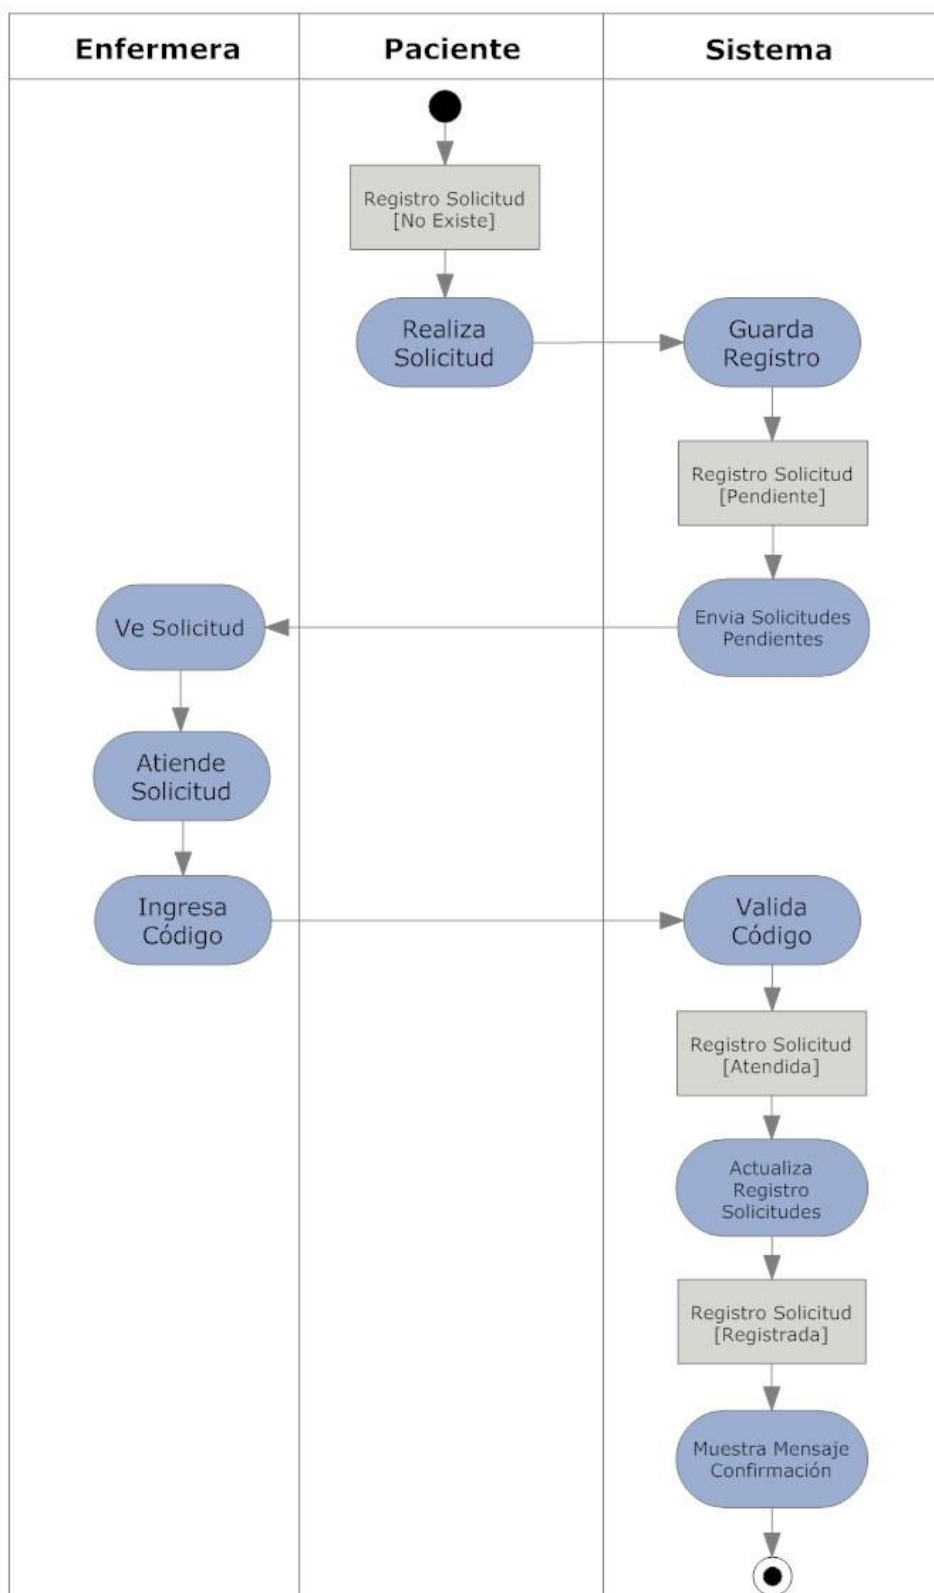 Enfermera
Paciente
Sistema
Registro Solicitud
[No Existe]
Realiza
Solicitud
Guarda
Registro
Registro Solicitud
[Pendiente]
Ve Solicitud
Envia Solicitudes
Pendientes
Atiende
Solicitud
Ingresa
Código
Valida
Código
Registro Solicitud
[Atendida]
Actualiza
Registro
Solicitudes
Registro Solicitud
[Registrada]
Muestra Mensaje
Confirmación